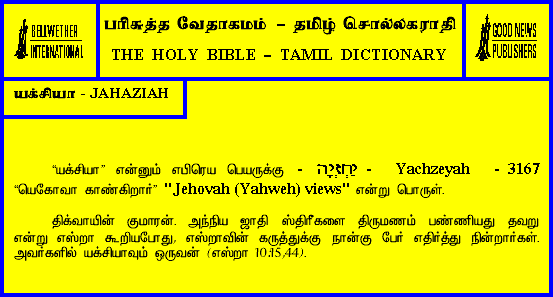 BELLWETHER
INTERNATIONAL
பரிசுத்த வேதாகமம் – தமிழ் சொல்லகராதி
THE HOLY BIBLE – TAMIL DICTIONARY
GOOD NEWS
PUBLISHERS
யக்சியா - JAHAZIAH
“யக்சியா” என்னும் எபிரெய பெயருக்கு - יַחְזְיָה - Yachzeyah - 3167
“யெகோவா காண்கிறார்” "Jehovah (Yahweh) views" என்று பொருள்.
திக்வாயின் குமாரன். அந்நிய ஜாதி ஸ்திரீகளை திருமணம் பண்ணியது தவறு
என்று எஸ்றா கூறியபோது, எஸ்றாவின் கருத்துக்கு நான்கு பேர் எதிர்த்து நின்றார்கள்.
அவர்களில் யக்சியாவும் ஒருவன் (எஸ்றா 10:15,44).